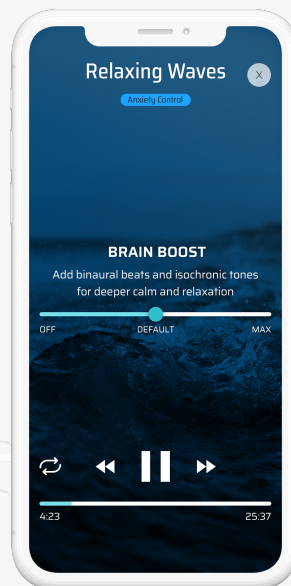 Relaxing Waves
X
Anxiety Control
BRAIN BOOST
Add binaural beats and isochronic tones
for deeper calm and relaxation
OFF DEFAULT MAX
4:23 25:37